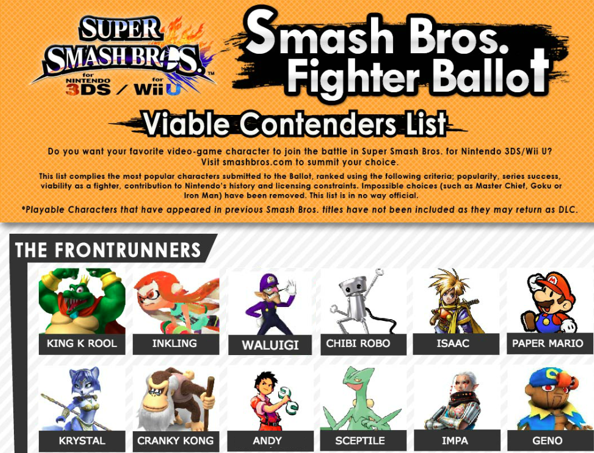 SUPER
SMASH BROS.™
for NINTENDO 3DS / for Wii U
Smash Bros.
Fighter Ballot
Viable Contenders List
Do you want your favorite video-game character to join the battle in Super Smash Bros. for Nintendo 3DS/Wii U?
Visit smashbros.com to summit your choice.
This list complies the most popular characters submitted to the Ballot, ranked using the following criteria; popularity, series success,
viability as a fighter, contribution to Nintendo's history and licensing constraints. Impossible choices (such as Master Chief, Goku or
Iron Man) have been removed. This list is in no way official.
*Playable Characters that have appeared in previous Smash Bros. titles have not been included as they may return as DLC.
THE FRONTRUNNERS
KING K ROOL INKLING WALUIGI CHIBI ROBO ISAAC PAPER MARIO
KRYSTAL CRANKY KONG ANDY SCEPTILE IMPA GENO